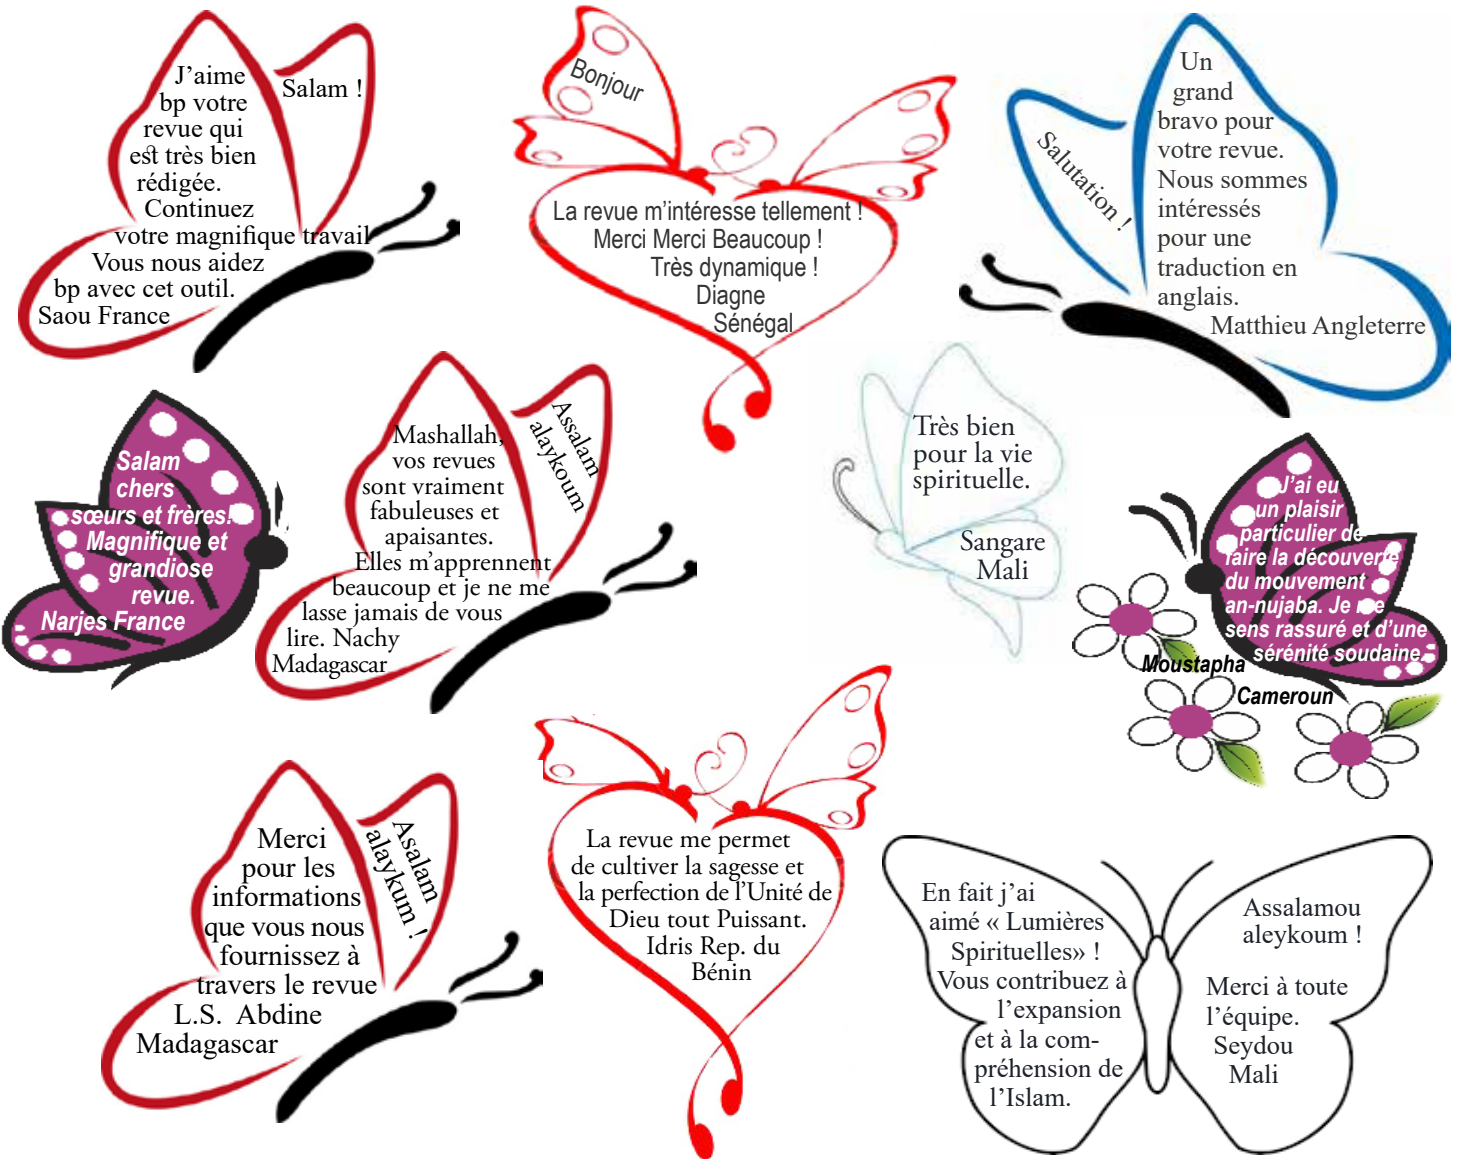 J'aime
bp votre
revue qui
est très bien
rédigée.
Continuez
votre magnifique travail
Vous nous aidez
bp avec cet outil.
Saou France
Salam !
Bonjour
La revue m'intéresse tellement !
Merci Merci Beaucoup !
Très dynamique !
Diagne
Sénégal
Salutation !
Un
grand
bravo pour
votre revue.
Nous sommes
intéressés
pour une
traduction en
anglais.
Matthieu Angleterre
Salam
chers
sœurs et frères!
Magnifique et
grandiose
revue.
Narjes France
Mashallah,
vos revues
sont vraiment
fabuleuses et
apaisantes.
Elles m'apprennent
beaucoup et je ne me
lasse jamais de vous
lire. Nachy
Madagascar
Assalam
alaykoum
Très bien
pour la vie
spirituelle.
Sangare
Mali
J'ai eu
un plaisir
particulier de
faire la découverte
du mouvement
an-nujaba. Je me
sens rassuré et d'une
sérénité soudaine.
Moustapha
Cameroun
Merci
pour les
informations
que vous nous
fournissez à
travers le revue
L.S. Abdine
Madagascar
Asalam
alaykum !
La revue me permet
de cultiver la sagesse et
la perfection de l'Unité de
Dieu tout Puissant.
Idris Rep. du
Bénin
En fait j'ai
aimé « Lumières
Spirituelles» !
Vous contribuez à
l'expansion
et à la com-
préhension de
l'Islam.
Assalamou
aleykoum !
Merci à toute
l'équipe.
Seydou
Mali